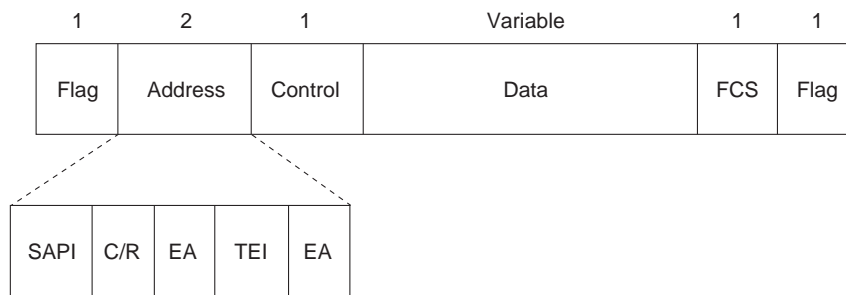 1 2 1 Variable 1 1
Flag Address Control Data FCS Flag
SAPI C/R EA TEI EA